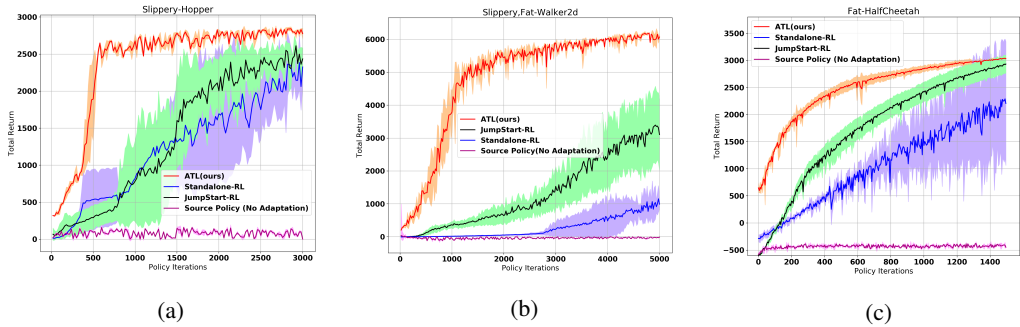 Slippery-Hopper
Total Return
3000
2500
2000
1500
1000
500
0
ATL(ours)
Standalone-RL
JumpStart-RL
Source Policy (No Adaptation)
0 500 1000 1500 2000 2500 3000
Policy Iterations
(a)
Slippery,Fat-Walker2d
Total Return
6000
5000
4000
3000
2000
1000
0
ATL(ours)
JumpStart-RL
Standalone-RL
Source Policy(No Adaptation)
0 1000 2000 3000 4000 5000
Policy Iterations
(b)
Fat-HalfCheetah
Total Return
3500
3000
2500
2000
1500
1000
500
0
−500
ATL(ours)
Standalone-RL
JumpStart-RL
Source Policy (No Adaptation)
0 200 400 600 800 1000 1200 1400
Policy Iterations
(c)